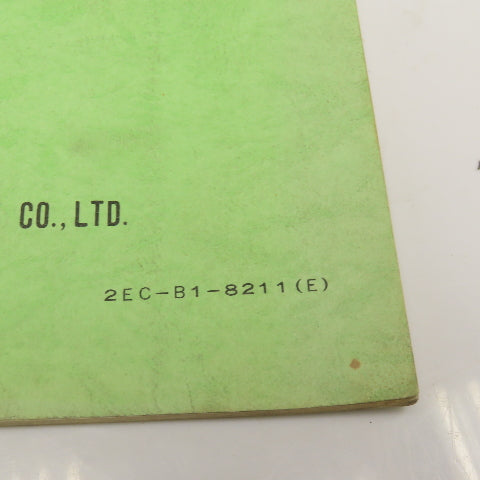 CO., LTD.
2EC-B1-8211(E)